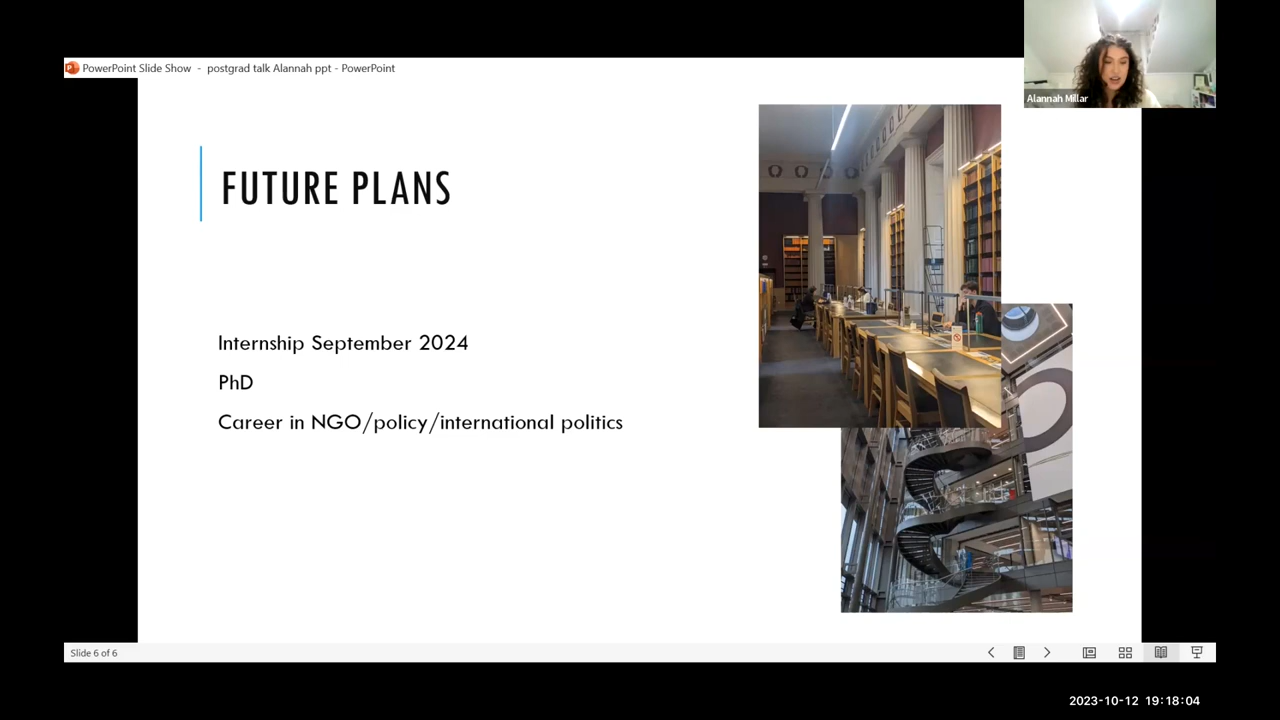 PowerPoint Slide Show - postgrad talk Alannah ppt - PowerPoint
Alannah Millar
FUTURE PLANS
Internship September 2024
PhD
Career in NGO/policy/international politics
Slide 6 of 6
2023-10-12 19:18:04